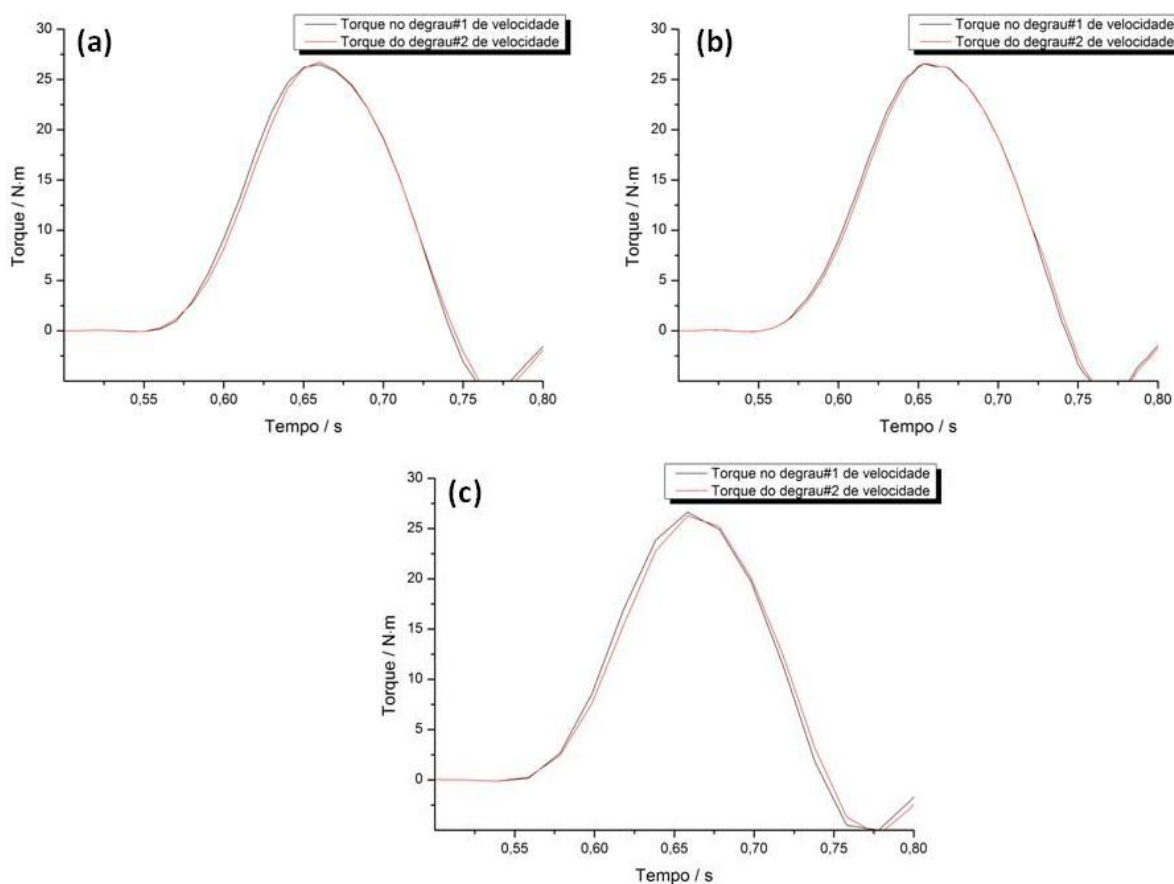 (a)
Torque no degrau#1 de velocidade
Torque do degrau#2 de velocidade
30
25
20
15
10
5
0
Torque / N·m
0,55 0,60 0,65 0,70 0,75 0,80
Tempo / s
(b)
Torque no degrau#1 de velocidade
Torque do degrau#2 de velocidade
30
25
20
15
10
5
0
Torque / N·m
0,55 0,60 0,65 0,70 0,75 0,80
Tempo / s
(c)
Torque no degrau#1 de velocidade
Torque do degrau#2 de velocidade
30
25
20
15
10
5
0
Torque / N·m
0,55 0,60 0,65 0,70 0,75 0,80
Tempo / s